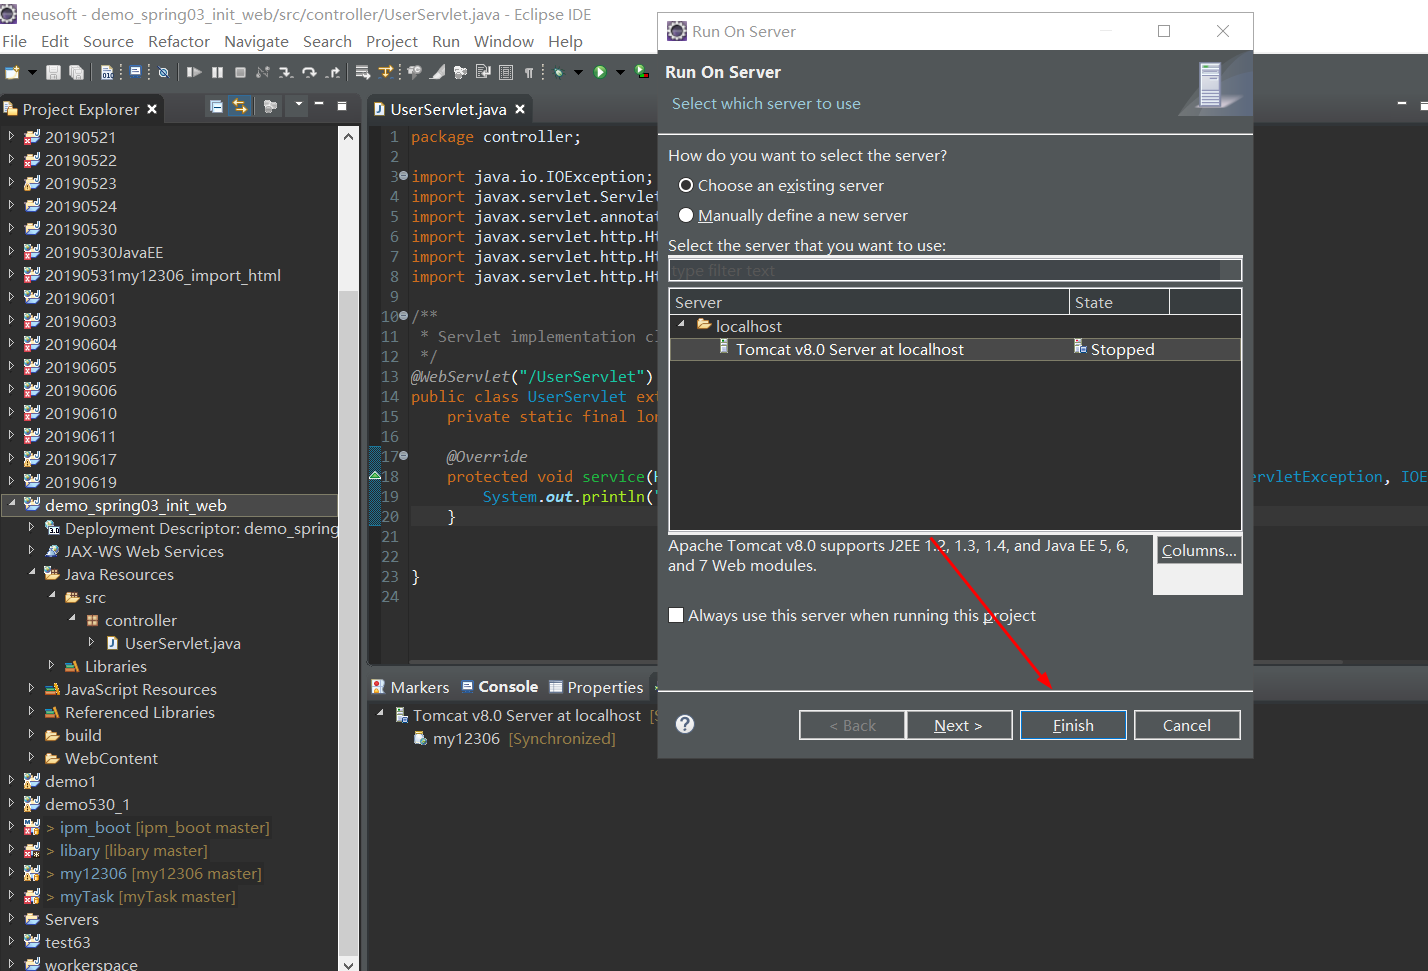 neusoft - demo_spring03_init_web/src/controller/UserServlet.java - Eclipse IDE
File Edit Source Refactor Navigate Search Project Run Window Help
Project Explorer
20190521
20190522
20190523
20190524
20190530
20190530JavaEE
20190531my12306_import_html
20190601
20190603
20190604
20190605
20190606
20190610
20190611
20190617
20190619
demo_spring03_init_web
Deployment Descriptor: demo_spring
JAX-WS Web Services
Java Resources
src
controller
UserServlet.java
Libraries
JavaScript Resources
Referenced Libraries
build
WebContent
demo1
demo530_1
> ipm_boot [ipm_boot master]
> libary [libary master]
> my12306 [my12306 master]
> myTask [myTask master]
Servers
test63
workerspace
UserServlet.java
1 package controller;
2
3 import java.io.IOException;
4 import javax.servlet.Servlet
5 import javax.servlet.annotat
6 import javax.servlet.http.Ht
7 import javax.servlet.http.Ht
8 import javax.servlet.http.Ht
9
10 /**
11 * Servlet implementation cl
12 */
13 @WebServlet("/UserServlet")
14 public class UserServlet ext
15 private static final lon
16
17 @Override
18 protected void service(H ervletException, IOE
19 System.out.println("
20 }
21
22
23 }
24
Markers Console Properties
Tomcat v8.0 Server at localhost
my12306 [Synchronized]
Run On Server
Run On Server
Select which server to use
How do you want to select the server?
Choose an existing server
Manually define a new server
Select the server that you want to use:
type filter text
Server State
localhost
Tomcat v8.0 Server at localhost Stopped
Apache Tomcat v8.0 supports J2EE 1.2, 1.3, 1.4, and Java EE 5, 6,
and 7 Web modules.
Columns...
Always use this server when running this project
? < Back Next > Finish Cancel